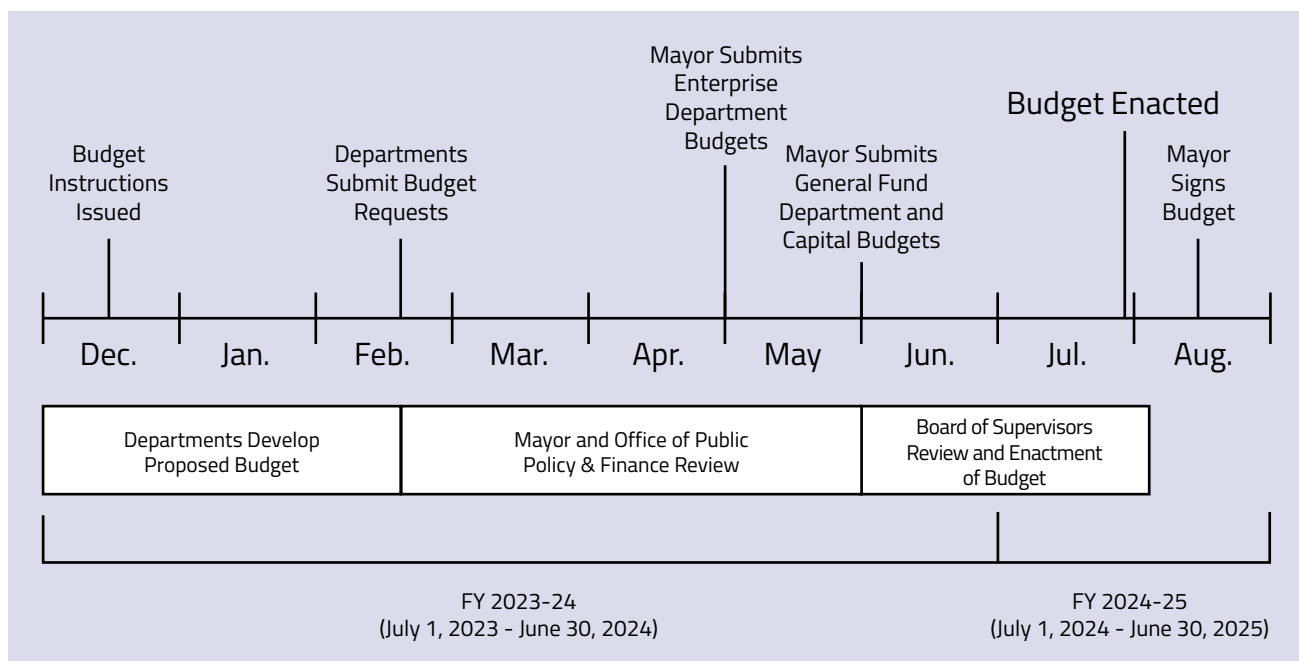 Mayor Submits
Enterprise
Department
Budgets
Budget Enacted
Budget
Instructions
Issued
Departments
Submit Budget
Requests
Mayor Submits
General Fund
Department and
Capital Budgets
Mayor
Signs
Budget
Dec.
Jan.
Feb.
Mar.
Apr.
May
Jun.
Jul.
Aug.
Departments Develop
Proposed Budget
Mayor and Office of Public
Policy & Finance Review
Board of Supervisors
Review and Enactment
of Budget
FY 2023-24
(July 1, 2023 - June 30, 2024)
FY 2024-25
(July 1, 2024 - June 30, 2025)